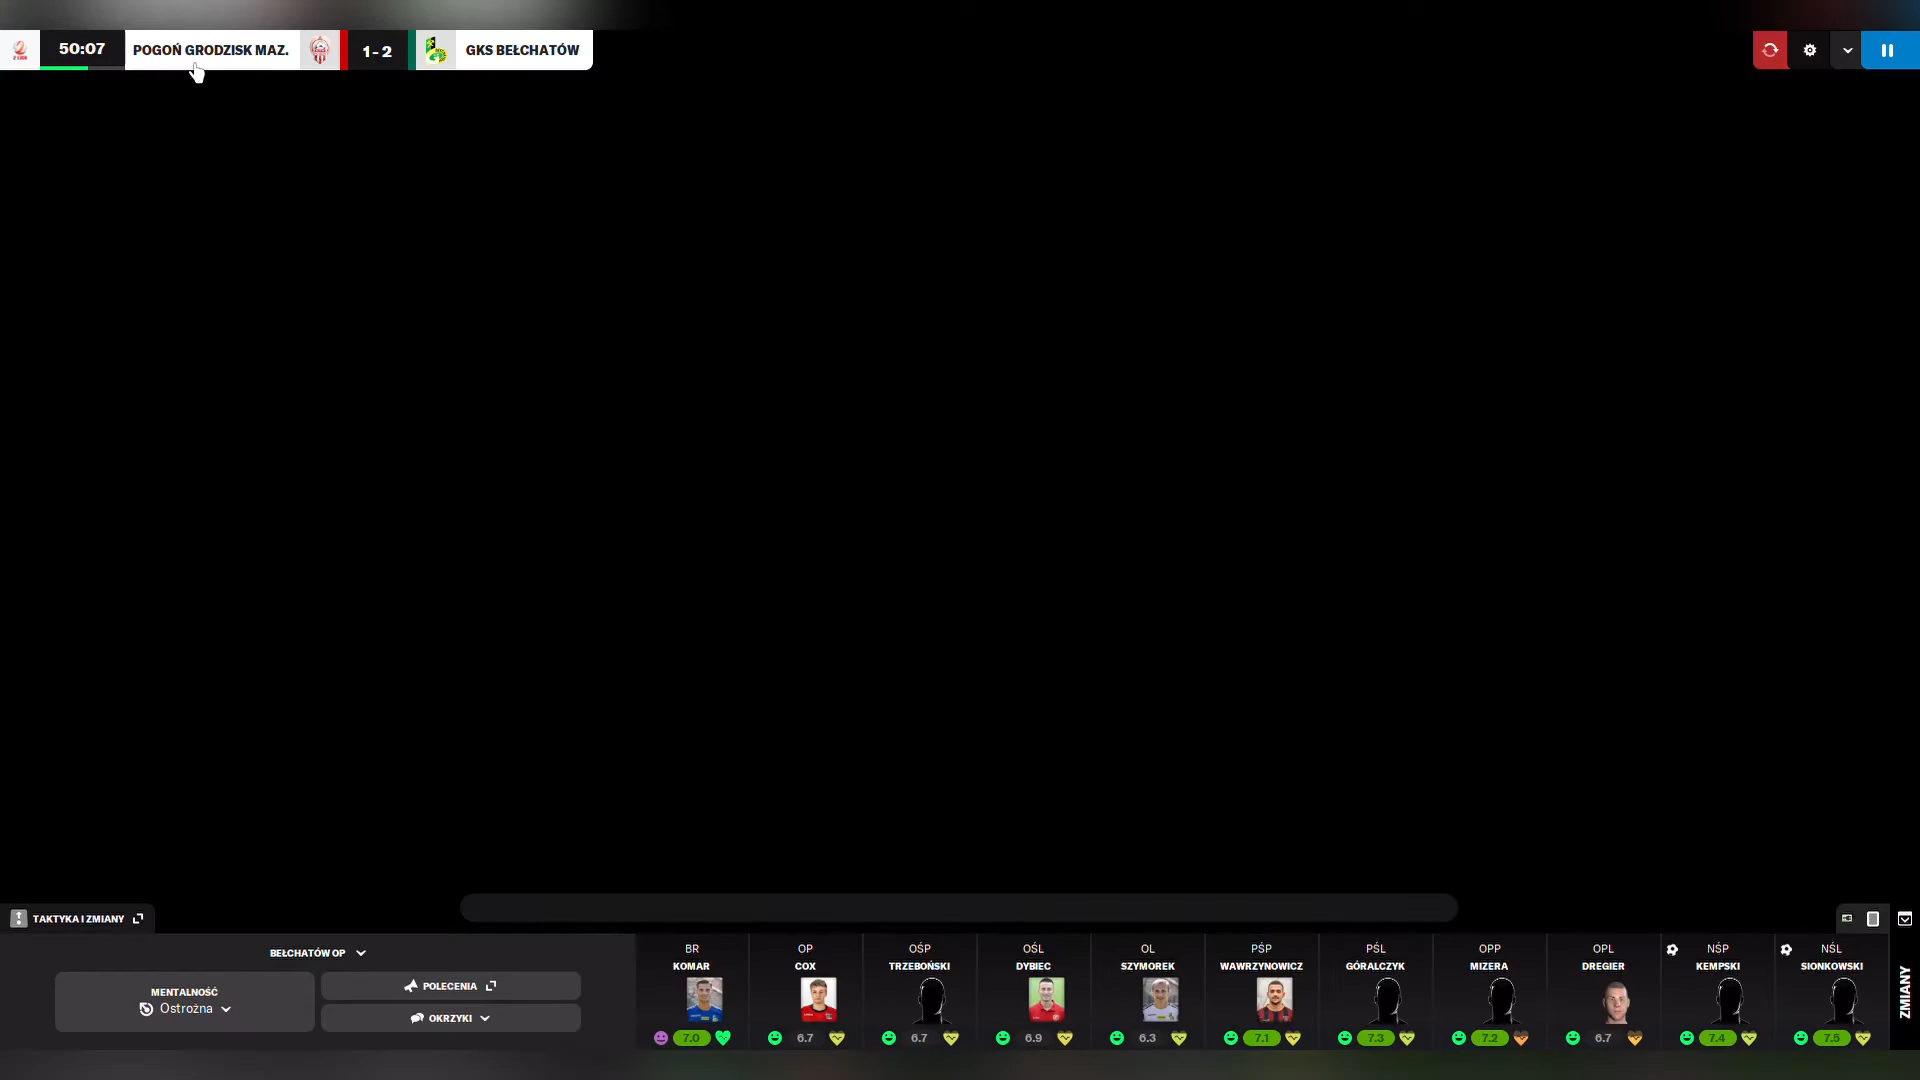 50:07
POGOŃ GRODZISK MAZ.
1 - 2
GKS BEŁCHATÓW
TAKTYKA I ZMIANY
BEŁCHATÓW OP
MENTALNOŚĆ
Ostrożna
POLECENIA
OKRZYKI
BR
KOMAR
7.0
OP
COX
6.7
OŚP
TRZEBOŃSKI
6.7
OŚL
DYBIEC
6.9
OL
SZYMOREK
6.3
PŚP
WAWRZYNOWICZ
7.1
PŚL
GÓRALCZYK
7.3
OPP
MIZERA
7.2
OPL
DREGIER
6.7
NŚP
KEMPSKI
7.4
NŚL
SIONKOWSKI
7.5
ZMIANY